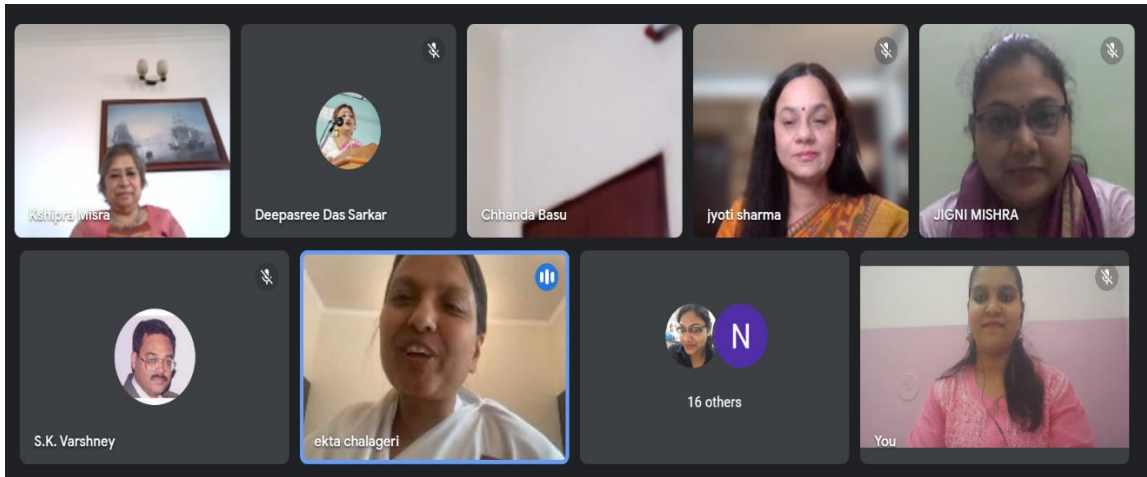 Kshipra Misra
Deepasree Das Sarkar
Chhanda Basu
jyoti sharma
JIGNI MISHRA
S.K. Varshney
ekta chalageri
N
16 others
You